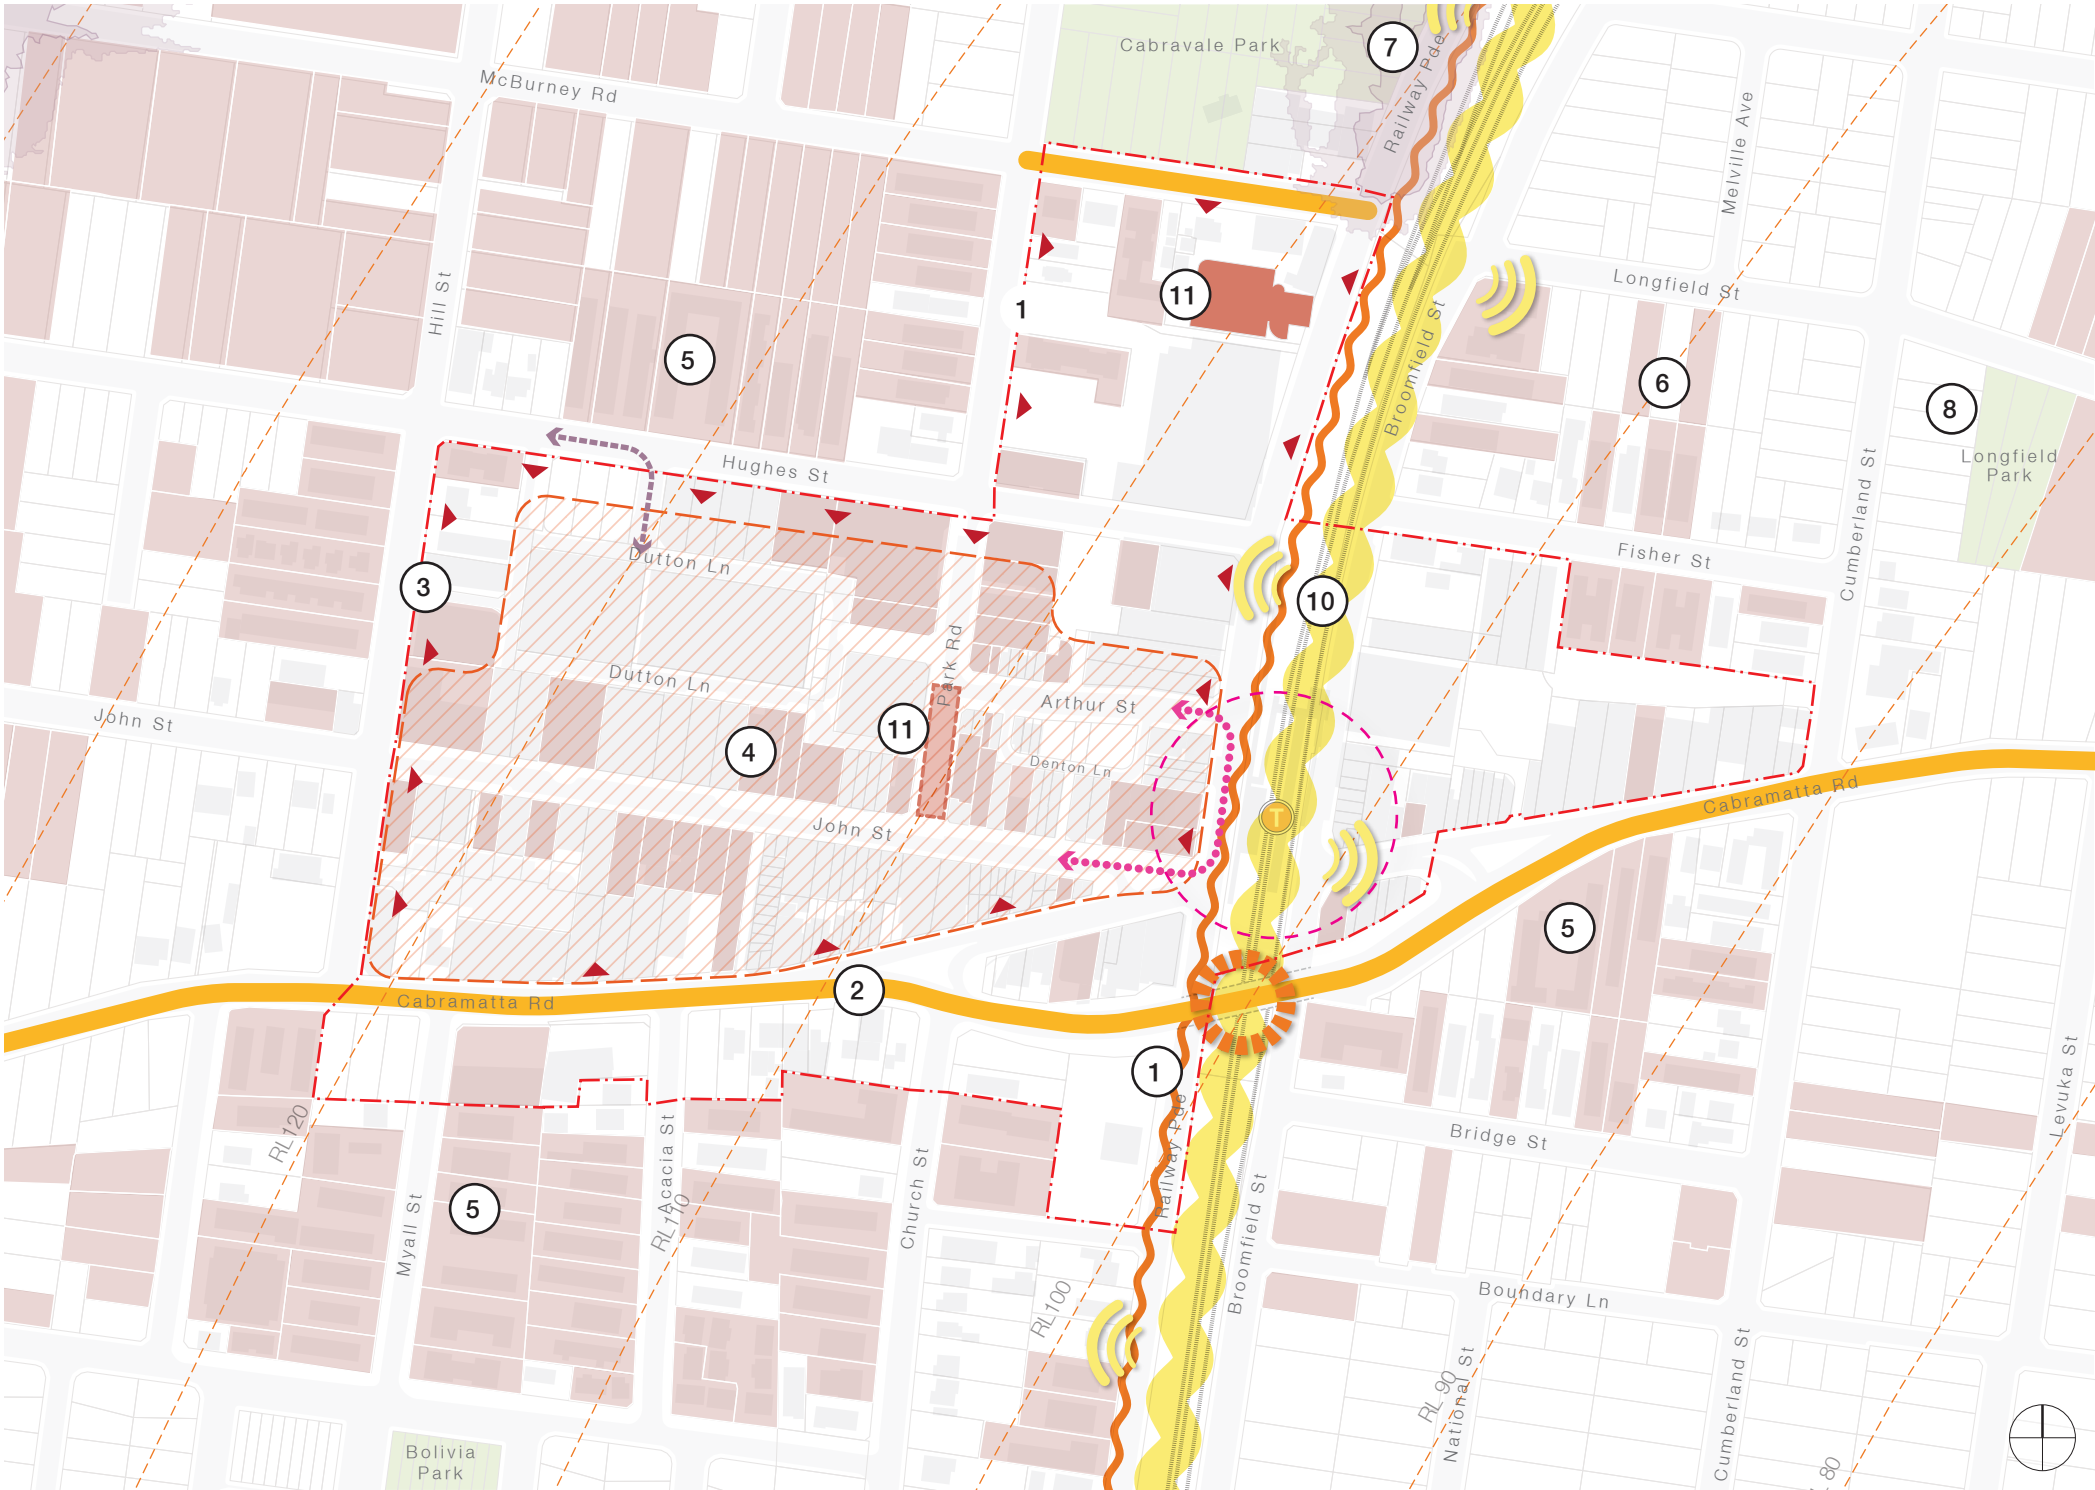 Cabravale Park
7
Railway Pde
McBurney Rd
Melville Ave
Hill St
Longfield St
11
1
Broomfield St
5
6
8
Longfield
Park
Hughes St
Cumberland St
Fisher St
Dutton Ln
3
10
Park Rd
Dutton Ln
Arthur St
John St
11
4
Denton Ln
T
John St
Cabramatta Rd
5
2
Cabramatta Rd
1
Levuka St
RL120
Railway Pde
Bridge St
Acacia St
5
Church St
Myall St
RL110
Broomfield St
RL100
Boundary Ln
National St
RL 90
Cumberland St
Bolivia
Park
80